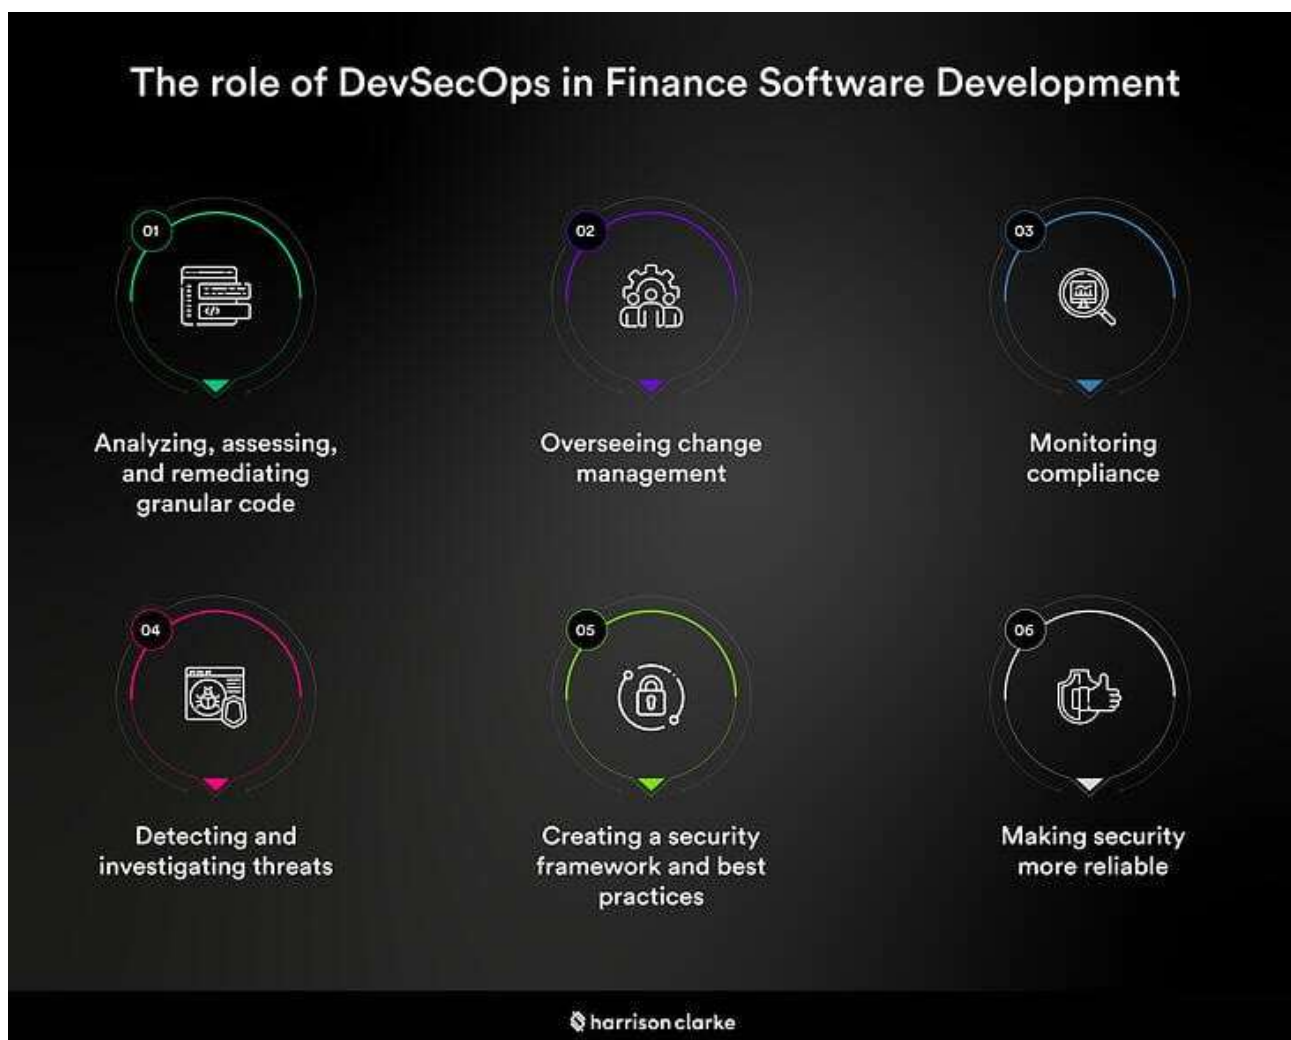 The role of DevSecOps in Finance Software Development
01
Analyzing, assessing,
and remediating
granular code
02
Overseeing change
management
03
Monitoring
compliance
04
Detecting and
investigating threats
05
Creating a security
framework and best
practices
06
Making security
more reliable
harrison clarke